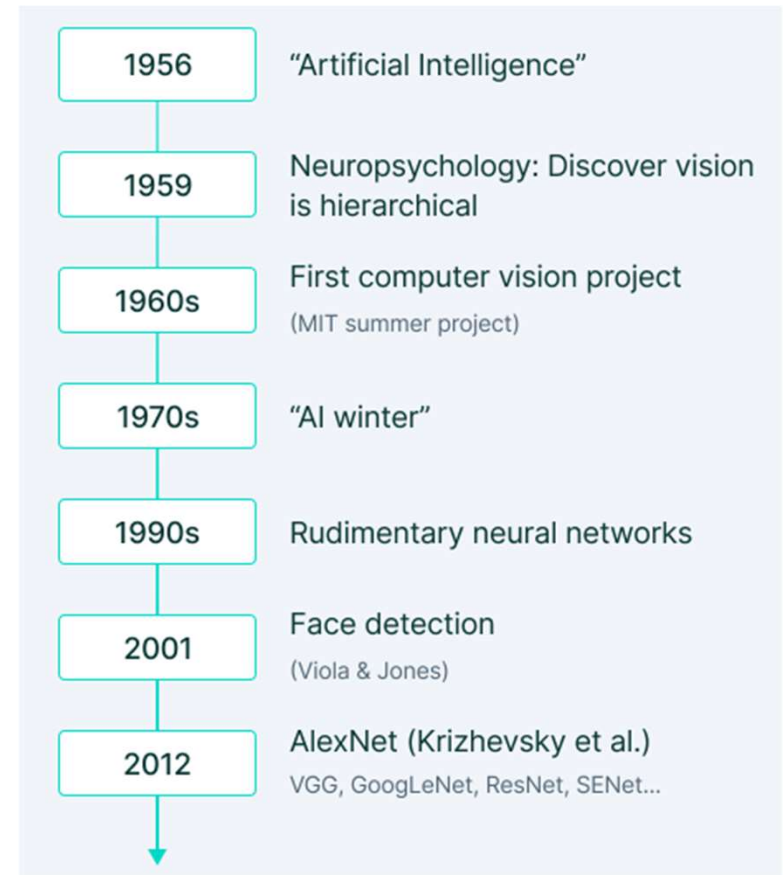 1956
“Artificial Intelligence”
1959
Neuropsychology: Discover vision
is hierarchical
1960s
First computer vision project
(MIT summer project)
1970s
“AI winter”
1990s
Rudimentary neural networks
2001
Face detection
(Viola & Jones)
2012
AlexNet (Krizhevsky et al.)
VGG, GoogLeNet, ResNet, SENet...